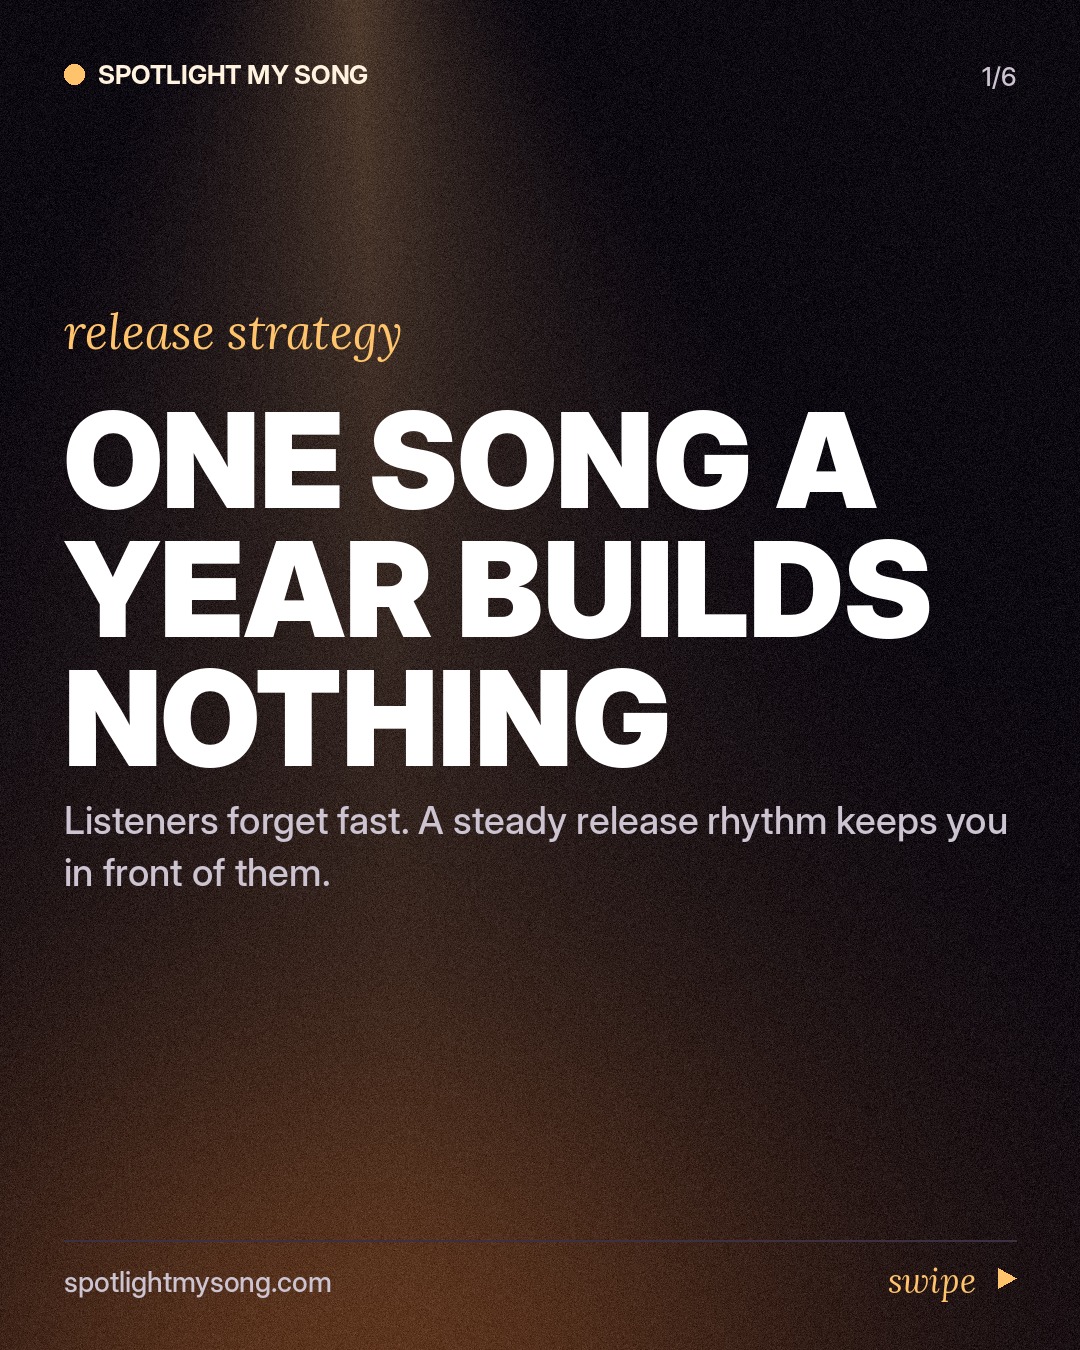 SPOTLIGHT MY SONG
1/6
release strategy
ONE SONG A
YEAR BUILDS
NOTHING
Listeners forget fast. A steady release rhythm keeps you
in front of them.
spotlightmysong.com
swipe